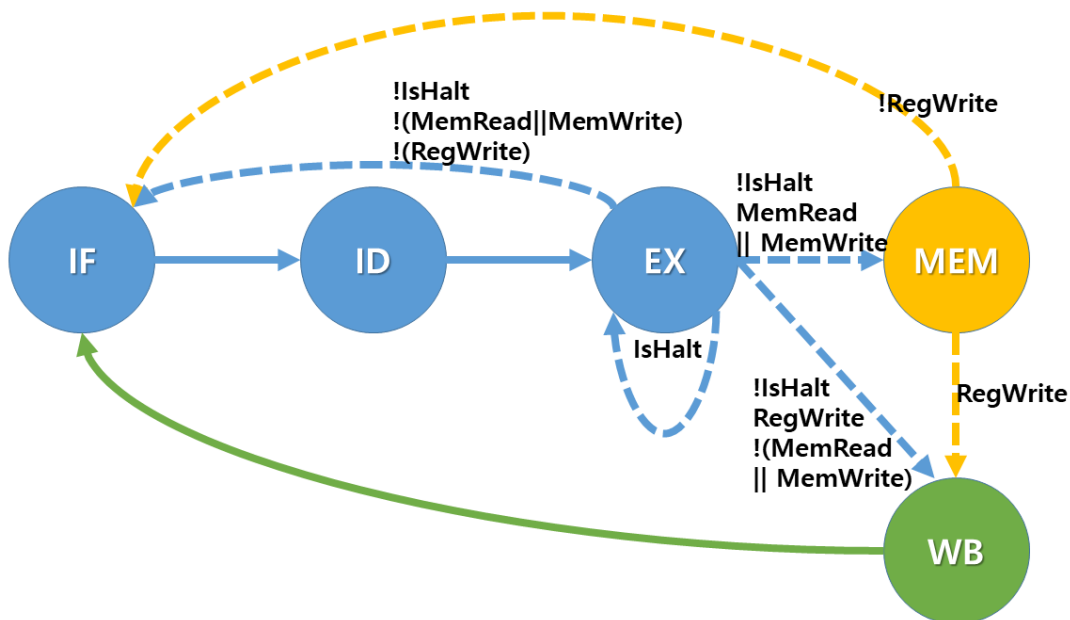 !RegWrite
!IsHalt
!(MemRead||MemWrite)
!(RegWrite)
!IsHalt
MemRead
|| MemWrite
IF
ID
EX
MEM
IsHalt
!IsHalt
RegWrite
!(MemRead
|| MemWrite)
RegWrite
WB